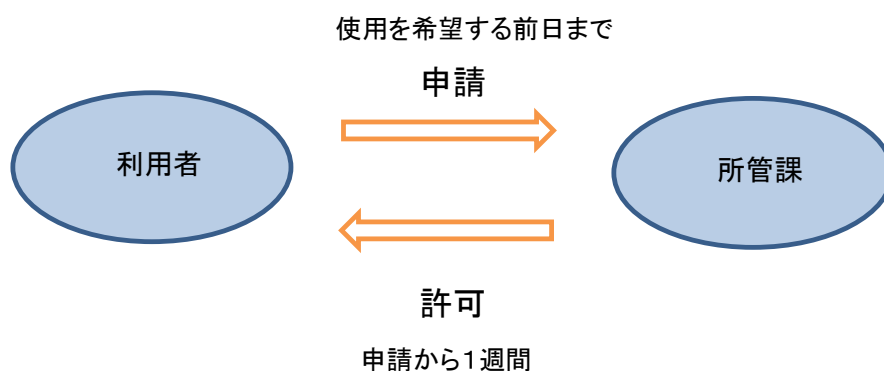 使用を希望する前日まで
申請
利用者
所管課
許可
申請から１週間